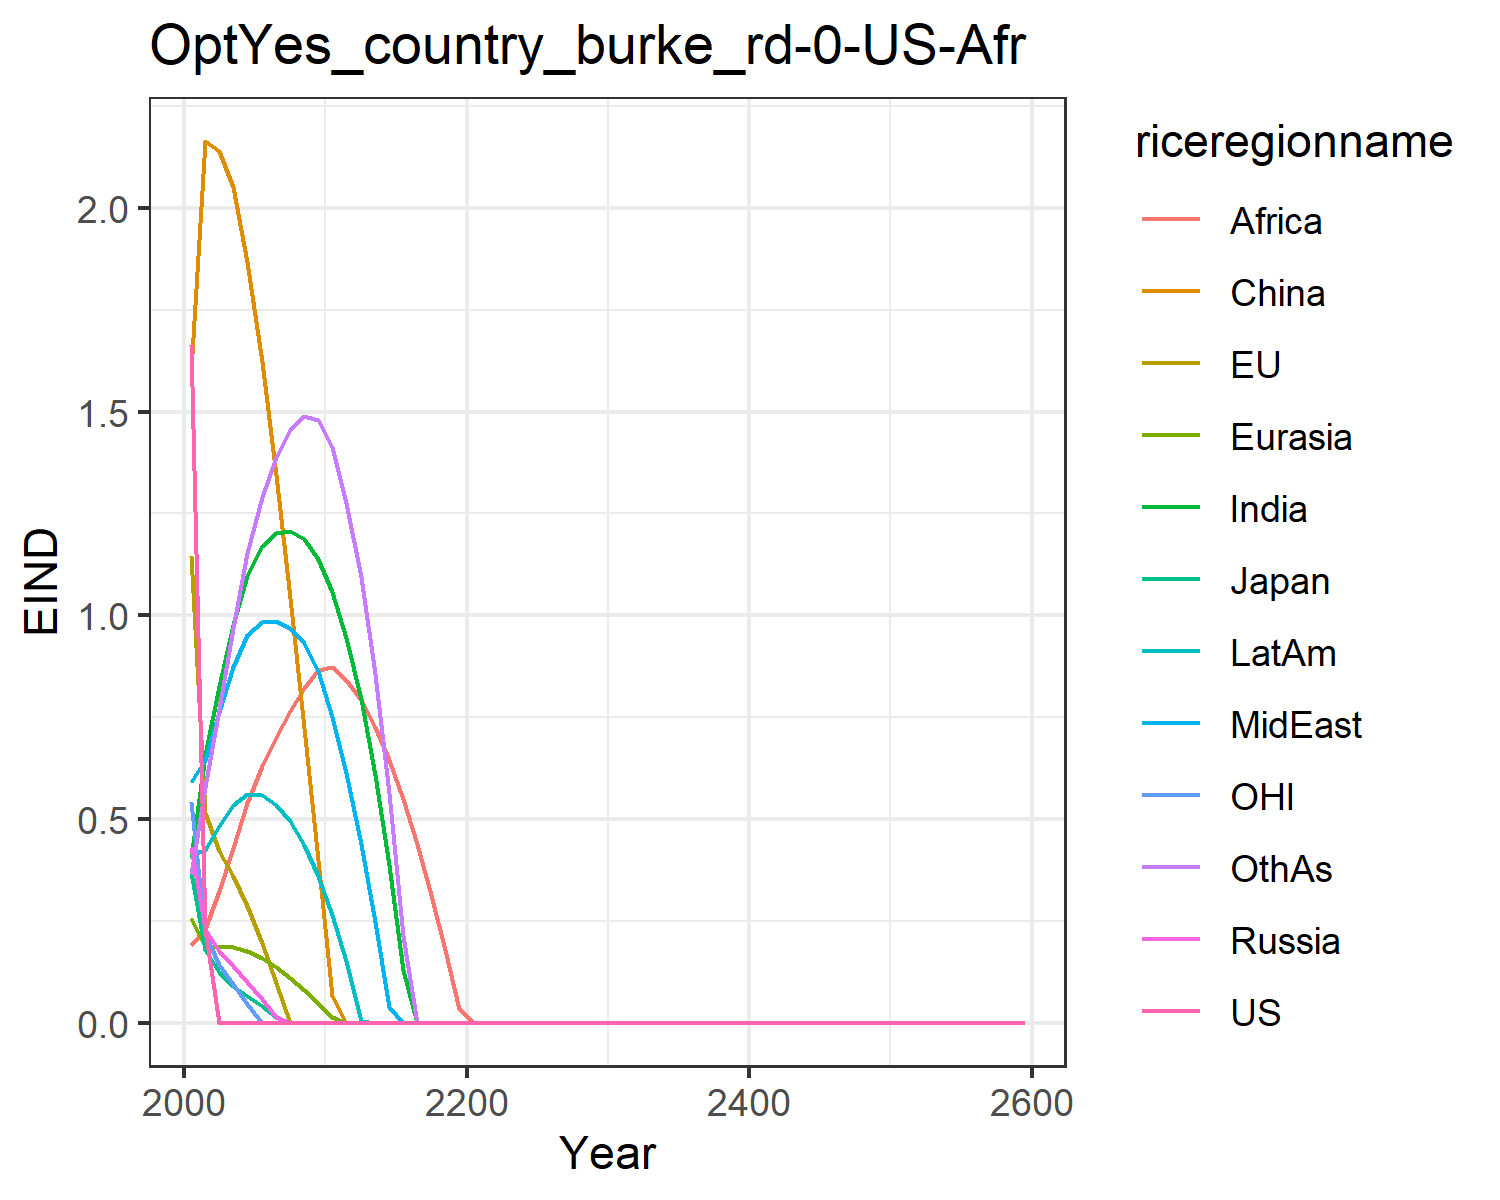 OptYes_country_burke_rd-0-US-Afr
EIND
2.0
1.5
1.0
0.5
0.0
2000
2200
2400
2600
Year
riceregionname
Africa
China
EU
Eurasia
India
Japan
LatAm
MidEast
OHI
OthAs
Russia
US